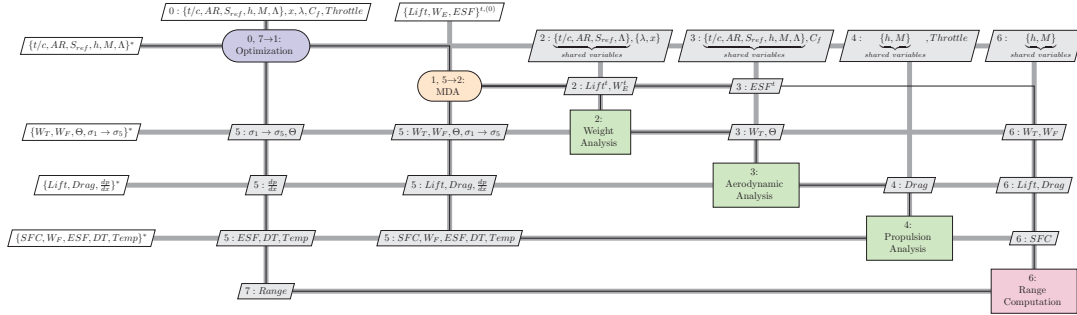 0 : {t/c, AR, S_ref, h, M, Λ}, x, λ, C_f, Throttle
{Lift, W_E, ESF}^{t,(0)}
{t/c, AR, S_ref, h, M, Λ}*
0, 7→1:
Optimization
2 : {t/c, AR, S_ref, Λ}, {λ, x}
shared variables
3 : {t/c, AR, S_ref, h, M, Λ}, C_f
shared variables
4 : {h, M} , Throttle
shared variables
6 : {h, M}
shared variables
1, 5→2:
MDA
2 : Lift^t, W_E^t
3 : ESF^t
{W_T, W_F, Θ, σ_1 → σ_5}*
5 : σ_1 → σ_5, Θ
5 : W_T, W_F, Θ, σ_1 → σ_5
2:
Weight
Analysis
3 : W_T, Θ
6 : W_T, W_F
{Lift, Drag, dp/dx}*
5 : dp/dx
5 : Lift, Drag, dp/dx
3:
Aerodynamic
Analysis
4 : Drag
6 : Lift, Drag
{SFC, W_F, ESF, DT, Temp}*
5 : ESF, DT, Temp
5 : SFC, W_F, ESF, DT, Temp
4:
Propulsion
Analysis
6 : SFC
7 : Range
6:
Range
Computation